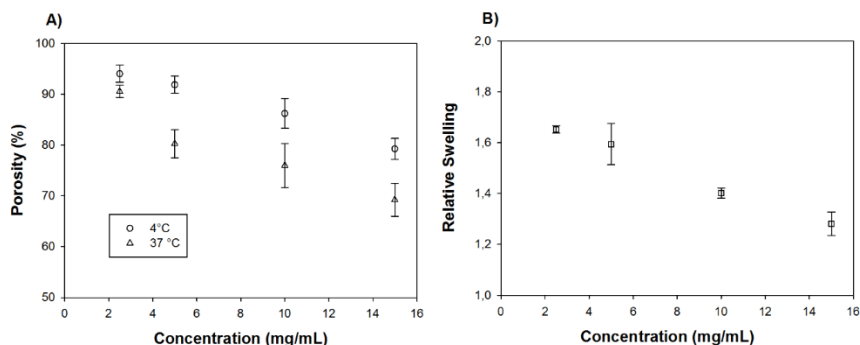 A)
100
90
80
70
60
50
Porosity (%)
4°C
37 °C
0 2 4 6 8 10 12 14 16
Concentration (mg/mL)
B)
2,0
1,8
1,6
1,4
1,2
1,0
Relative Swelling
0 2 4 6 8 10 12 14 16
Concentration (mg/mL)